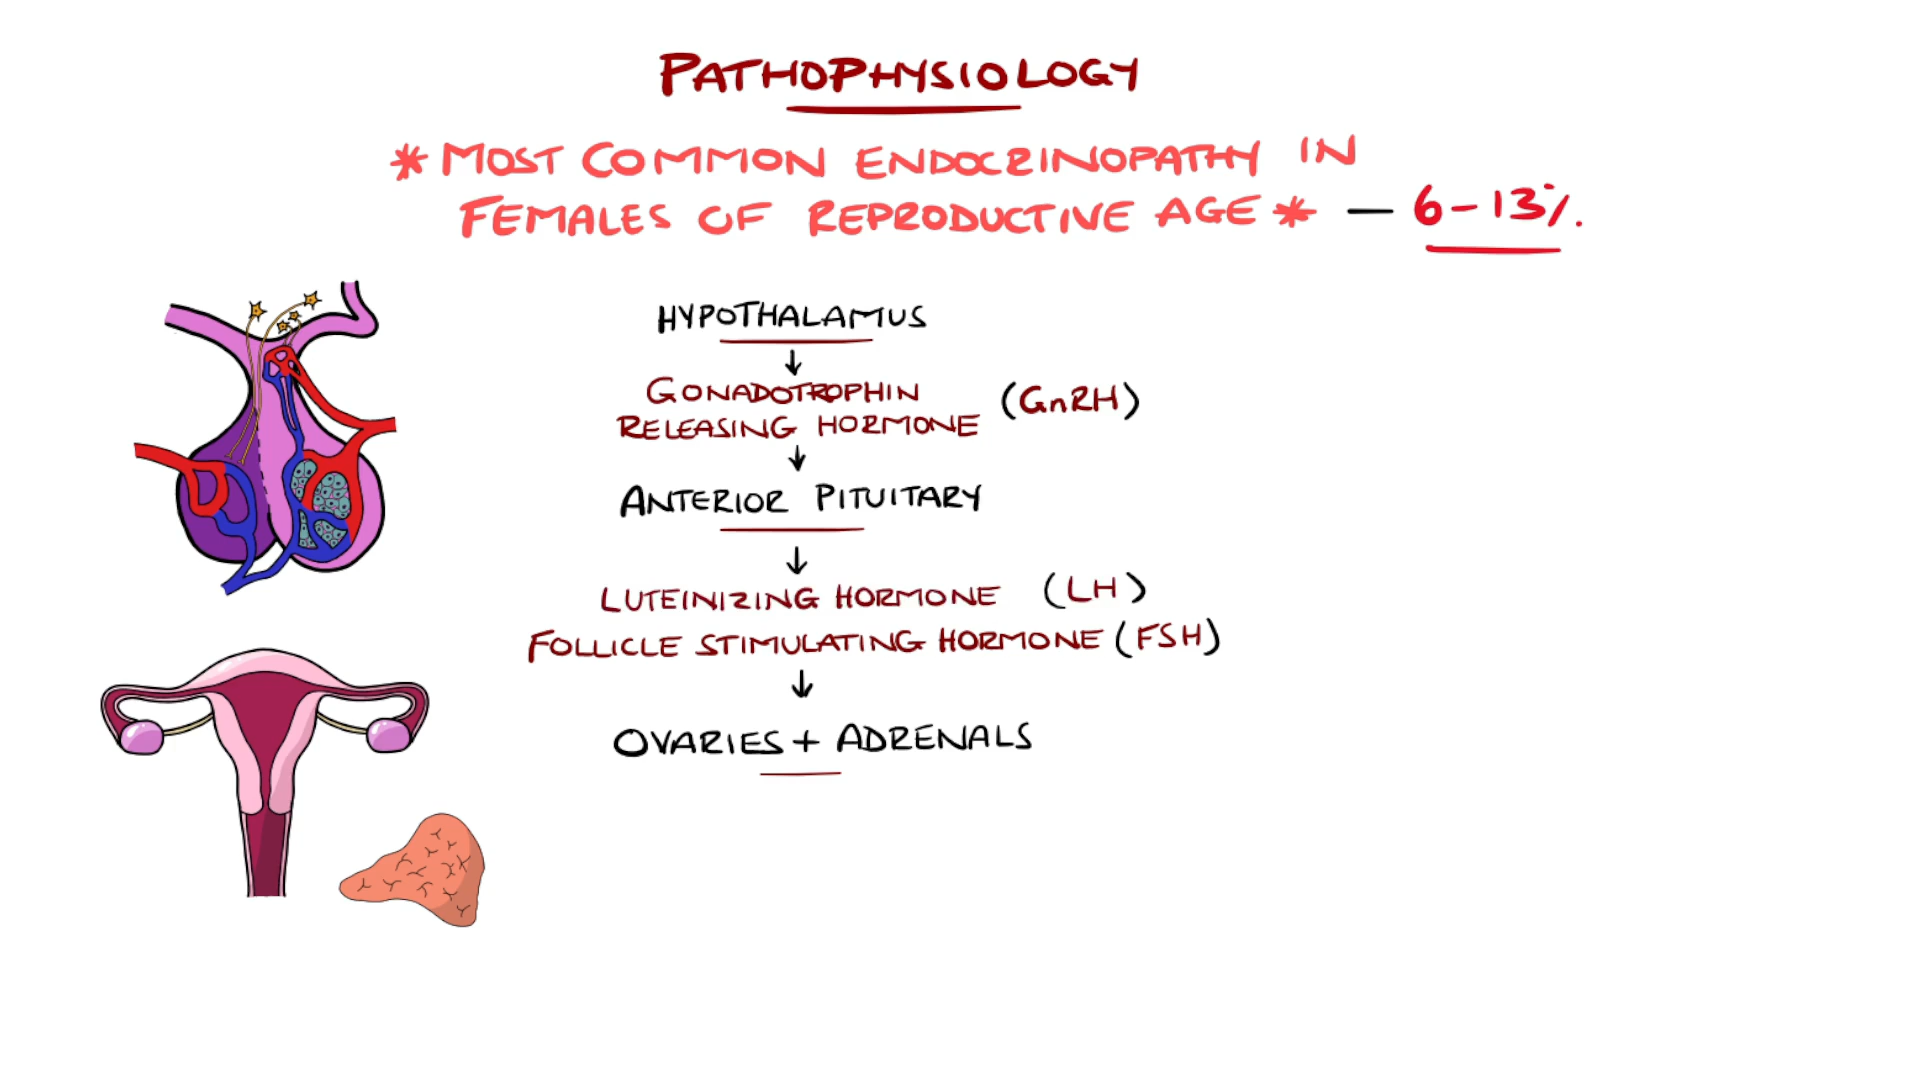 PATHOPHYSIOLOGY
* MOST COMMON ENDOCRINOPATHY IN
FEMALES OF REPRODUCTIVE AGE * — 6-13%.
HYPOTHALAMUS
↓
GONADOTROPHIN
RELEASING HORMONE (GnRH)
↓
ANTERIOR PITUITARY
↓
LUTEINIZING HORMONE (LH)
FOLLICLE STIMULATING HORMONE (FSH)
↓
OVARIES + ADRENALS